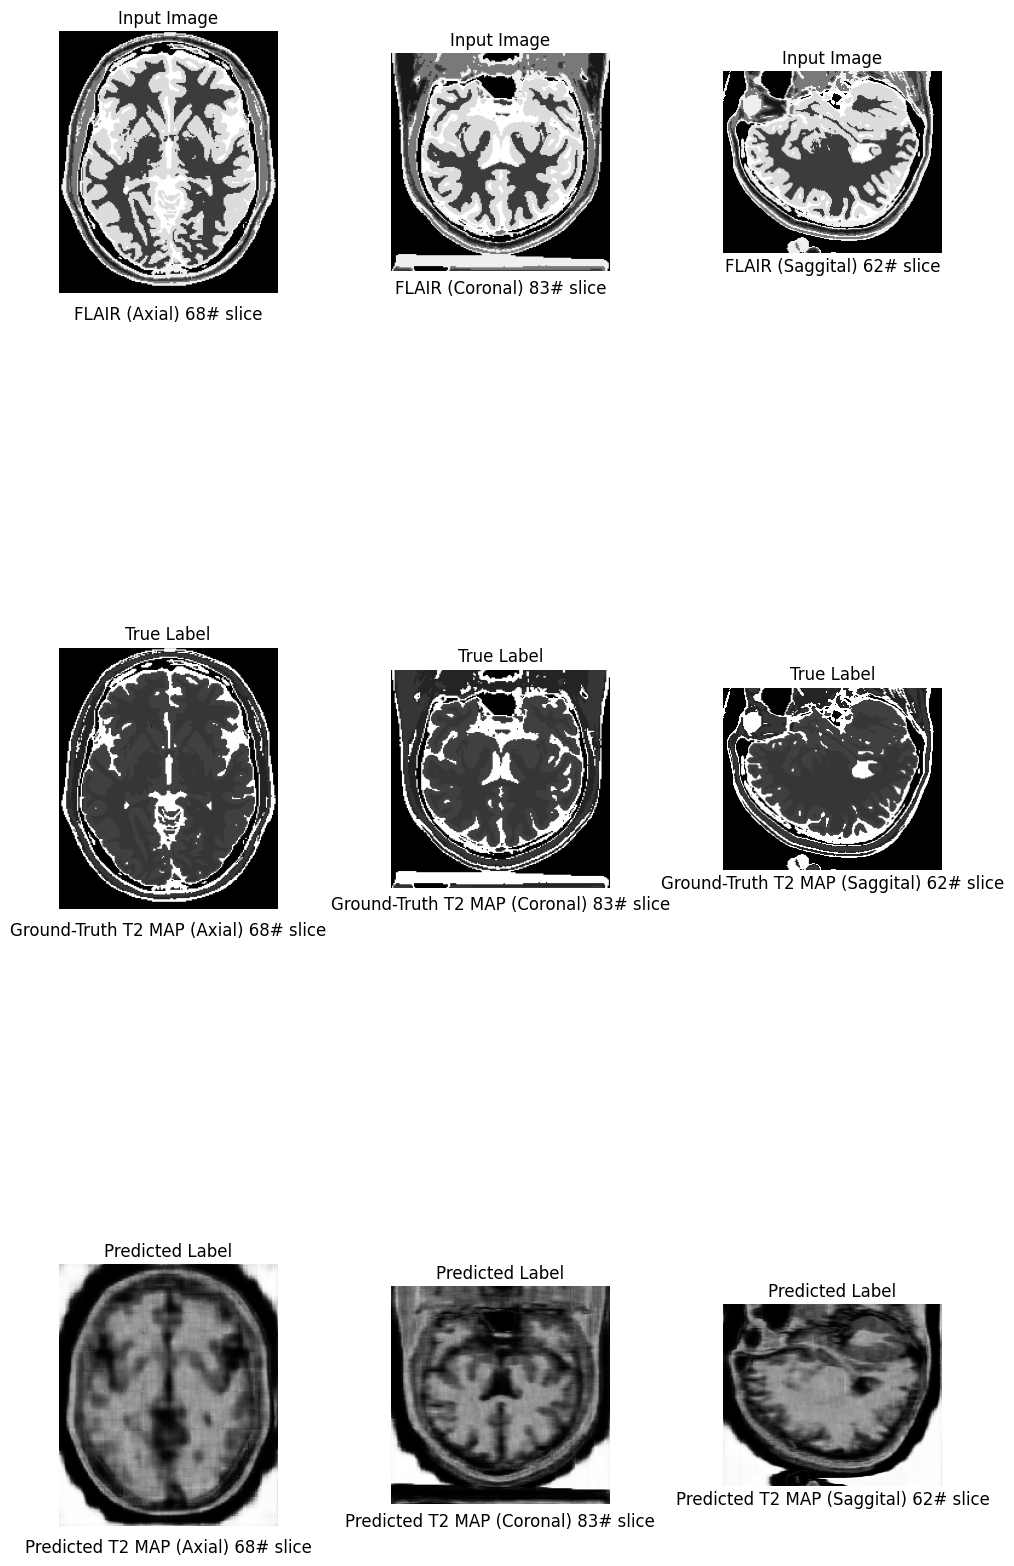 Input Image
Input Image
Input Image
FLAIR (Axial) 68# slice
FLAIR (Coronal) 83# slice
FLAIR (Saggital) 62# slice
True Label
True Label
True Label
Ground-Truth T2 MAP (Axial) 68# slice
Ground-Truth T2 MAP (Coronal) 83# slice
Ground-Truth T2 MAP (Saggital) 62# slice
Predicted Label
Predicted Label
Predicted Label
Predicted T2 MAP (Axial) 68# slice
Predicted T2 MAP (Coronal) 83# slice
Predicted T2 MAP (Saggital) 62# slice